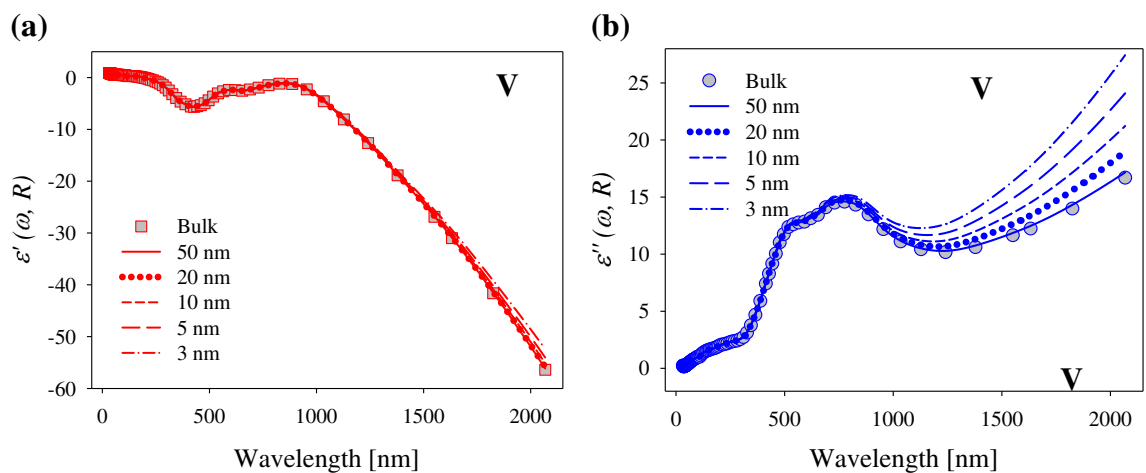 (a)
V
0
-10
-20
-30
-40
-50
-60
ε' (ω, R)
Bulk
50 nm
20 nm
10 nm
5 nm
3 nm
0 500 1000 1500 2000
Wavelength [nm]
(b)
V
25
20
15
10
5
0
ε'' (ω, R)
Bulk
50 nm
20 nm
10 nm
5 nm
3 nm
V
0 500 1000 1500 2000
Wavelength [nm]